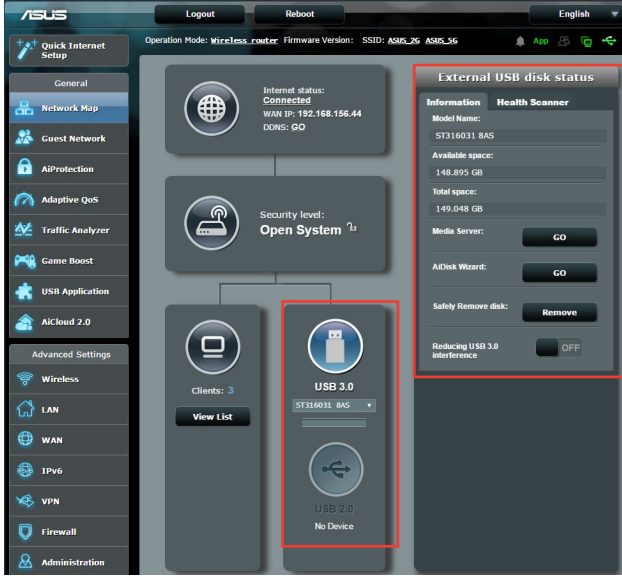 ASUS
Logout
Reboot
English
Quick Internet
Setup
Operation Mode: Wireless router Firmware Version: SSID: ASUS_2G ASUS_5G
App
General
Network Map
Guest Network
AiProtection
Adaptive QoS
Traffic Analyzer
Game Boost
USB Application
AiCloud 2.0
Advanced Settings
Wireless
LAN
WAN
IPv6
VPN
Firewall
Administration
Internet status:
Connected
WAN IP: 192.168.156.44
DDNS: GO
Security level:
Open System
Clients: 3
View List
USB 3.0
ST316031 8AS
USB 2.0
No Device
External USB disk status
Information Health Scanner
Model Name:
ST316031 8AS
Available space:
148.895 GB
Total space:
149.048 GB
Media Server: GO
AiDisk Wizard: GO
Safely Remove disk: Remove
Reducing USB 3.0
interference
OFF